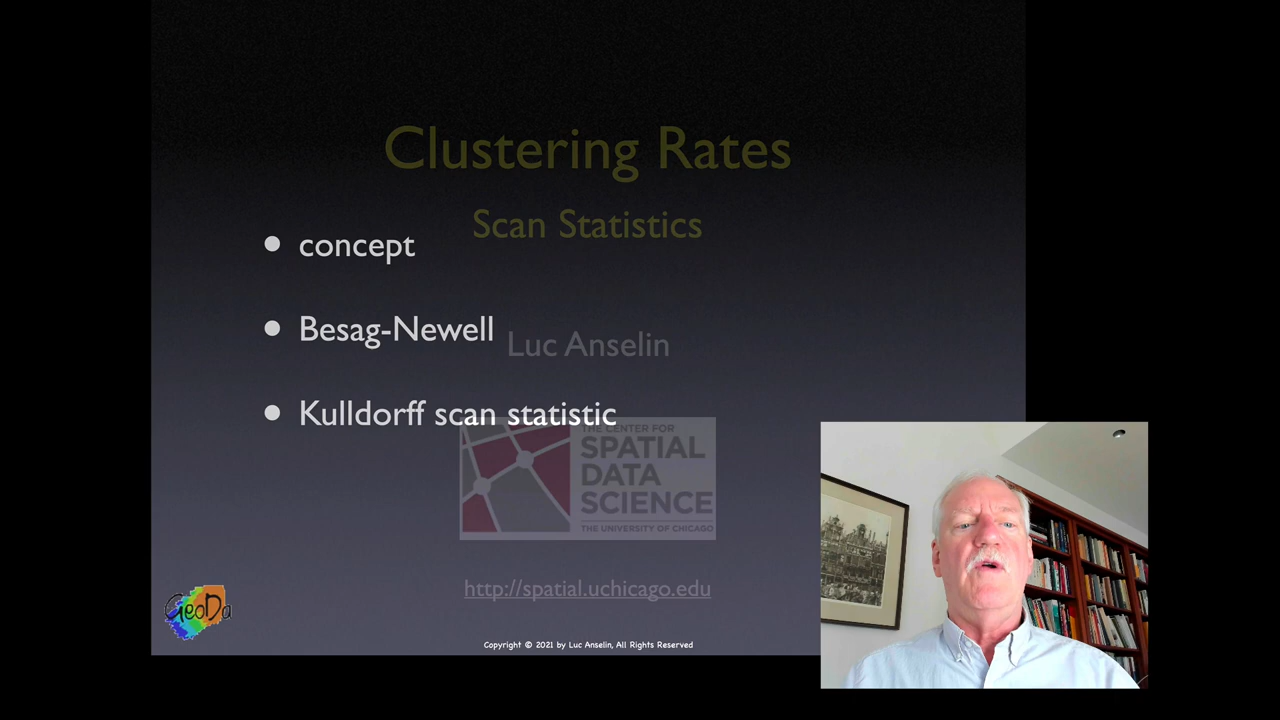 Clustering Rates
Scan Statistics
• concept
• Besag-Newell
Luc Anselin
• Kulldorff scan statistic
THE CENTER FOR
SPATIAL
DATA
SCIENCE
THE UNIVERSITY OF CHICAGO
http://spatial.uchicago.edu
GeoDa
Copyright © 2021 by Luc Anselin, All Rights Reserved